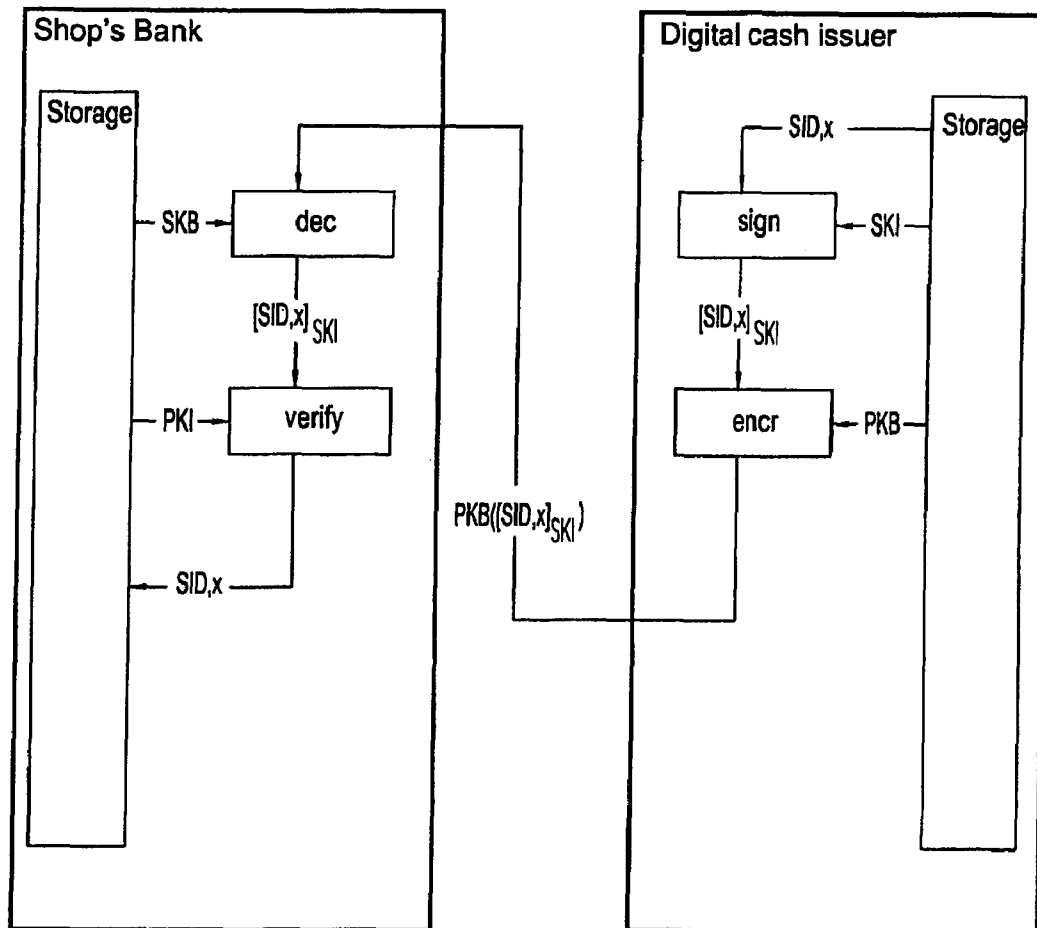 Shop's Bank
Storage
SKB
dec
[SID,x]SKI
PKI
verify
SID,x
PKB([SID,x]SKI)
Digital cash issuer
Storage
SID,x
sign
SKI
[SID,x]SKI
encr
PKB